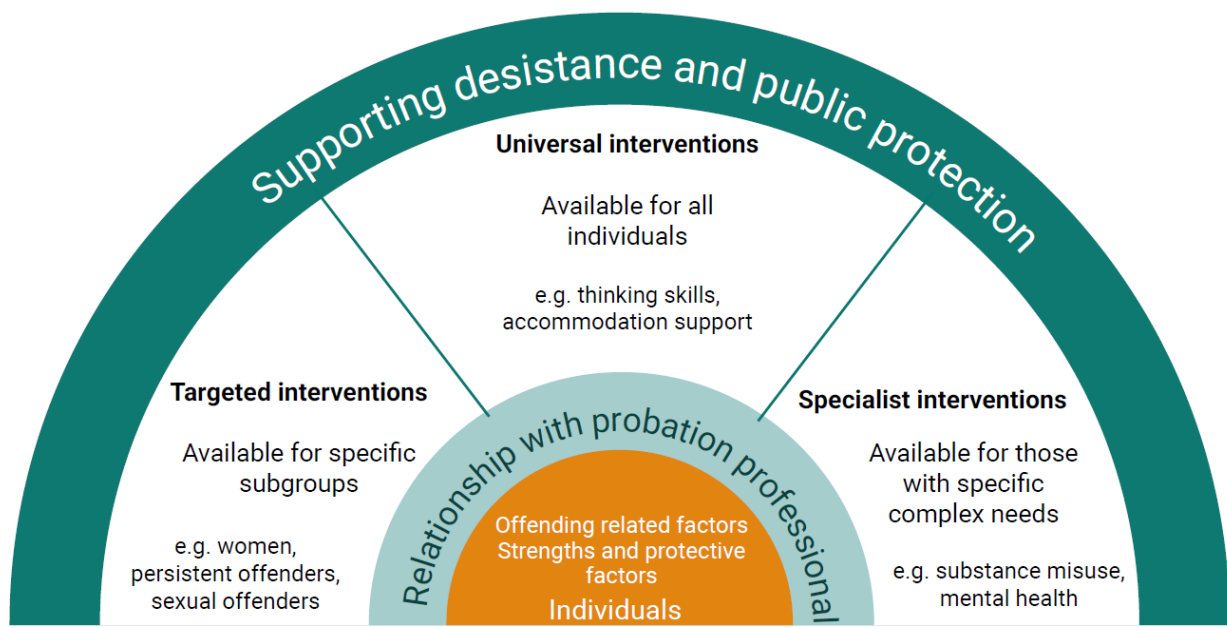 Supporting desistance and public protection
Universal interventions
Available for all
individuals
e.g. thinking skills,
accommodation support
Targeted interventions
Available for specific
subgroups
e.g. women,
persistent offenders,
sexual offenders
Specialist interventions
Available for those
with specific
complex needs
e.g. substance misuse,
mental health
Relationship with probation professional
Offending related factors
Strengths and protective
factors
Individuals